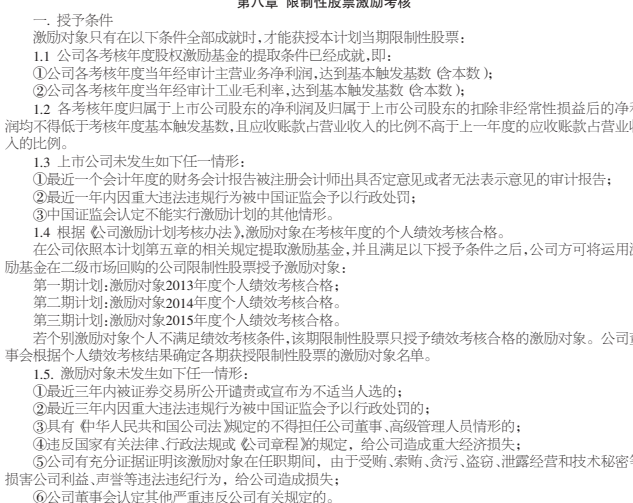 第八章 限制性股票激励考核
一. 授予条件
激励对象只有在以下条件全部成就时,才能获授本计划当期限制性股票:
1.1 公司各考核年度股权激励基金的提取条件已经成就,即:
①公司各考核年度当年经审计主营业务净利润,达到基本触发基数(含本数);
②公司各考核年度当年经审计工业毛利率,达到基本触发基数(含本数);
1.2 各考核年度归属于上市公司股东的净利润及归属于上市公司股东的扣除非经常性损益后的净利
润均不得低于考核年度基本触发基数,且应收账款占营业收入的比例不高于上一年度的应收账款占营业收
入的比例。
1.3 上市公司未发生如下任一情形:
①最近一个会计年度的财务会计报告被注册会计师出具否定意见或者无法表示意见的审计报告;
②最近一年内因重大违法违规行为被中国证监会予以行政处罚;
③中国证监会认定不能实行激励计划的其他情形。
1.4 根据《公司激励计划考核办法》,激励对象在考核年度的个人绩效考核合格。
在公司依照本计划第五章的相关规定提取激励基金,并且满足以下授予条件之后,公司方可将运用激
励基金在二级市场回购的公司限制性股票授予激励对象:
第一期计划:激励对象2013年度个人绩效考核合格;
第二期计划:激励对象2014年度个人绩效考核合格。
第三期计划:激励对象2015年度个人绩效考核合格。
若个别激励对象个人不满足绩效考核条件,该期限制性股票只授予绩效考核合格的激励对象。公司董
事会根据个人绩效考核结果确定各期获授限制性股票的激励对象名单。
1.5. 激励对象未发生如下任一情形:
①最近三年内被证券交易所公开谴责或宣布为不适当人选的;
②最近三年内因重大违法违规行为被中国证监会予以行政处罚的;
③具有《中华人民共和国公司法》规定的不得担任公司董事、高级管理人员情形的;
④违反国家有关法律、行政法规或《公司章程》的规定，给公司造成重大经济损失;
⑤公司有充分证据证明该激励对象在任职期间，由于受贿、索贿、贪污、盗窃、泄露经营和技术秘密等
损害公司利益、声誉等违法违纪行为，给公司造成损失;
⑥公司董事会认定其他严重违反公司有关规定的。